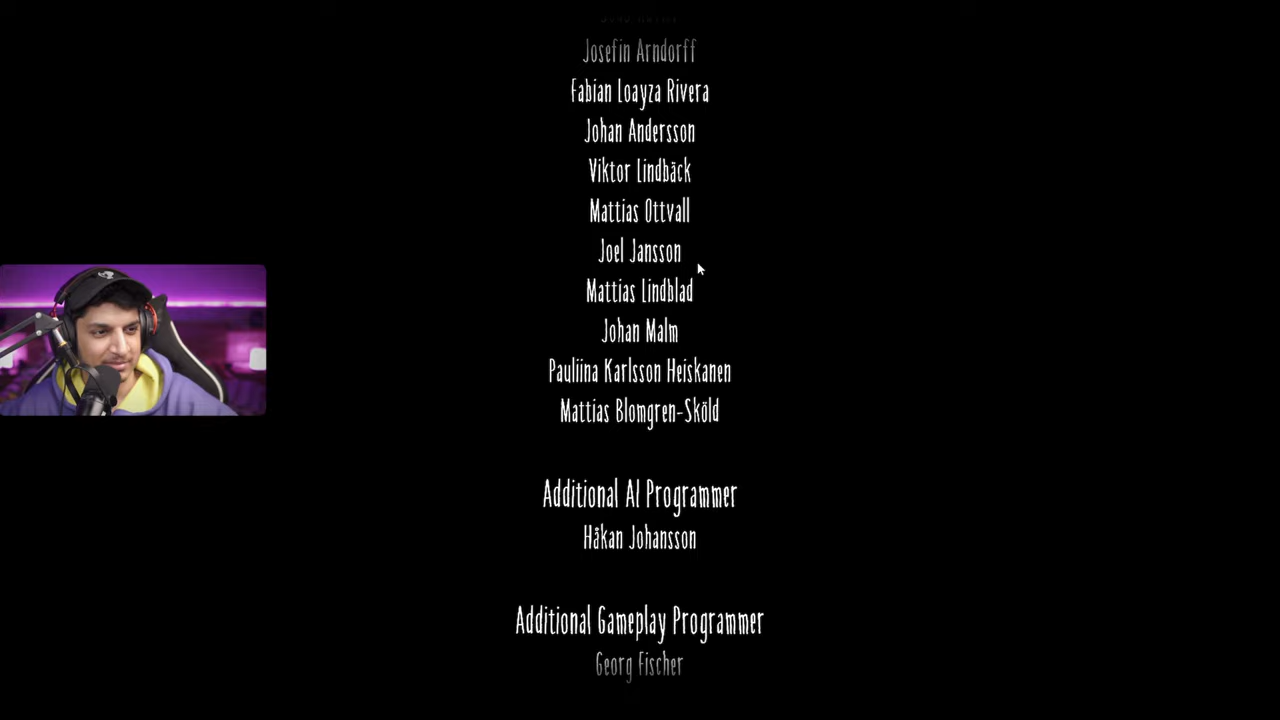 Josefin Arndorff
Fabian Loayza Rivera
Johan Andersson
Viktor Lindbäck
Mattias Ottvall
Joel Jansson
Mattias Lindblad
Johan Malm
Pauliina Karlsson Heiskanen
Mattias Blomgren-Sköld
Additional AI Programmer
Håkan Johansson
Additional Gameplay Programmer
Georg Fischer